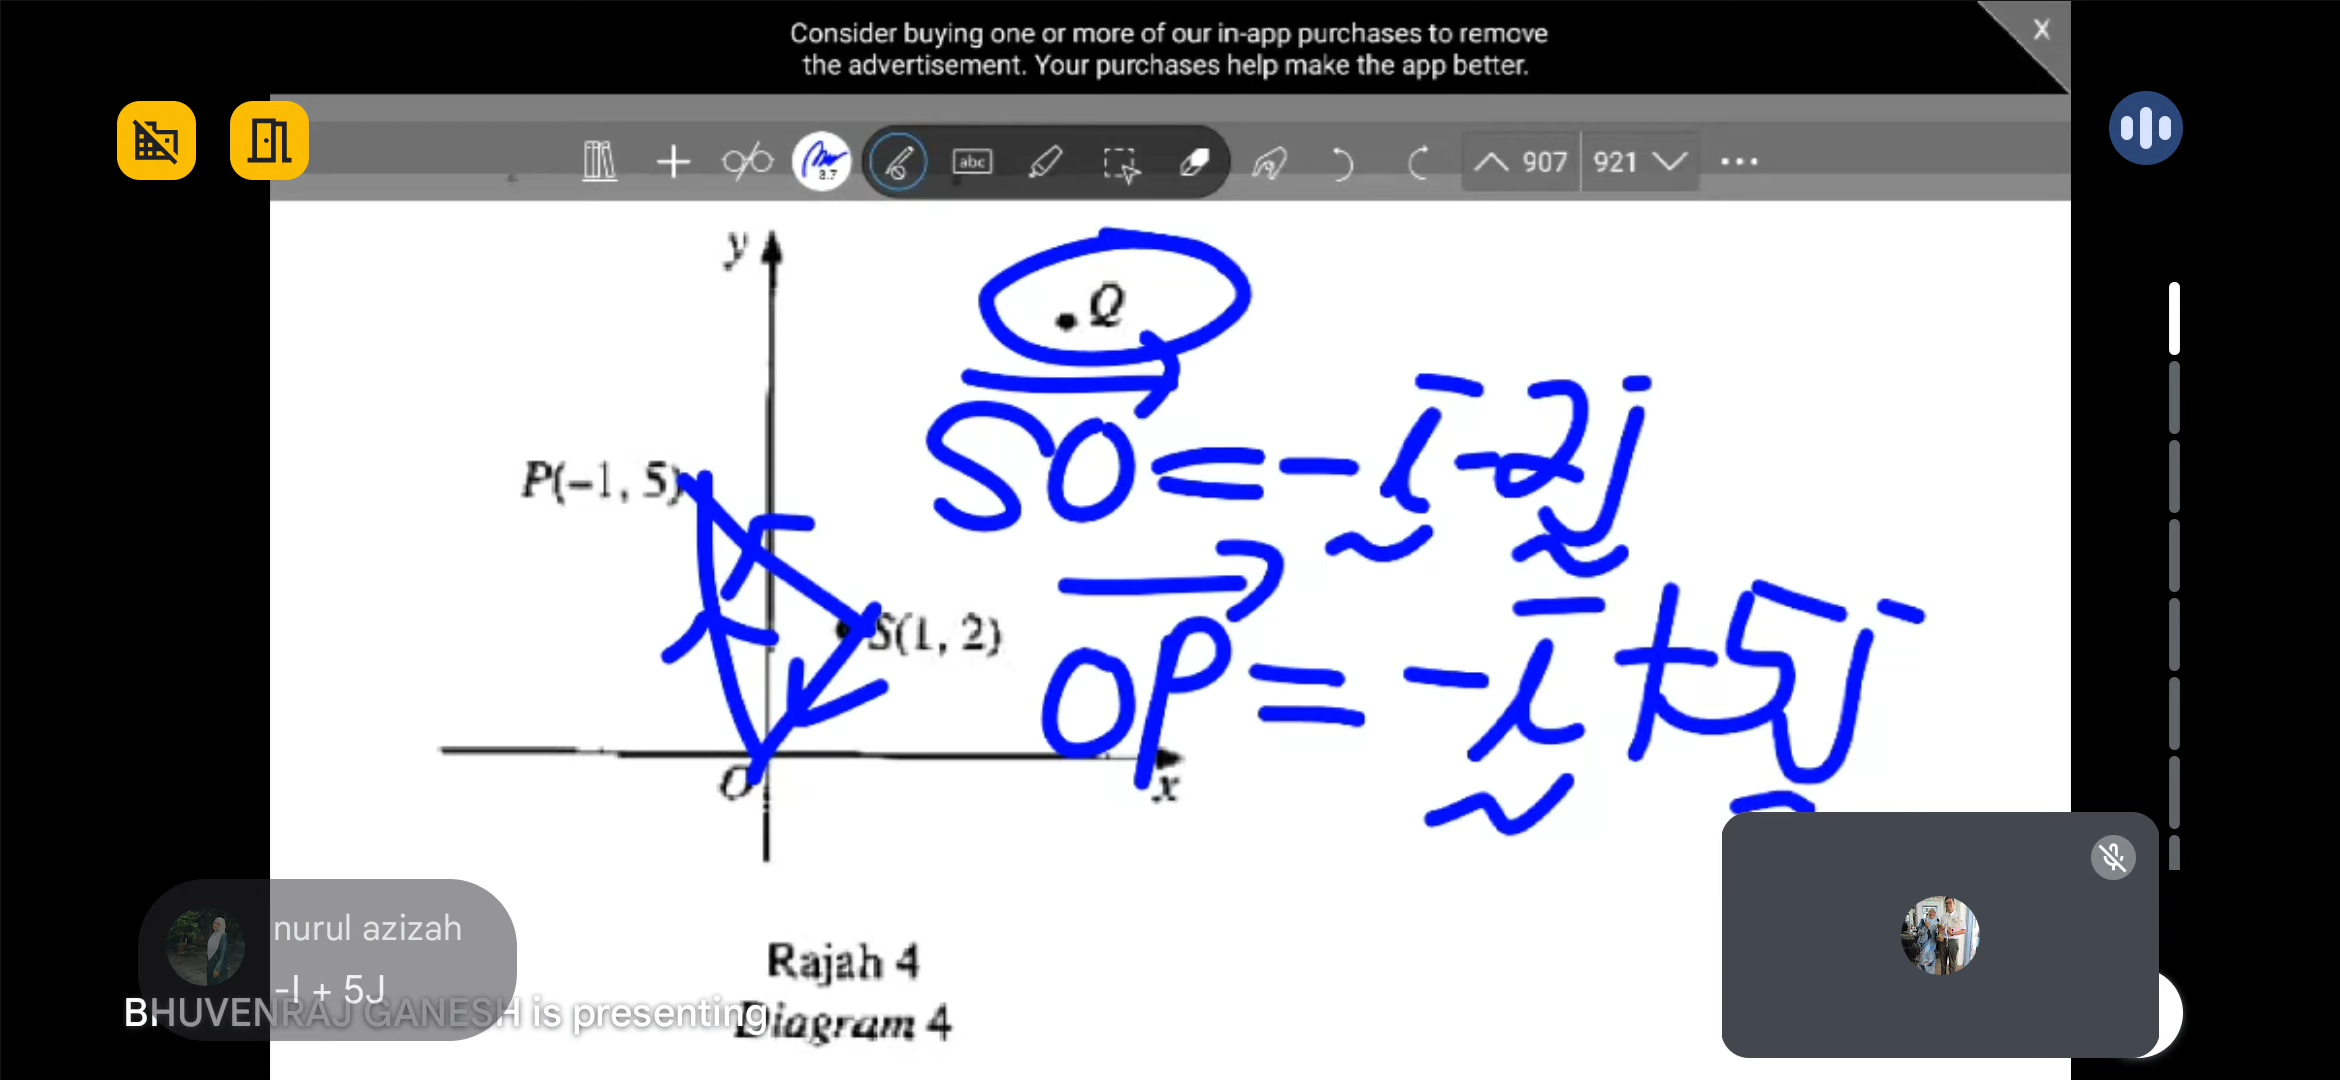 Consider buying one or more of our in-app purchases to remove
the advertisement. Your purchases help make the app better.
X
abc
907
921
y
Q
SO = -i - 2j
P(-1, 5)
S(1, 2)
OP = -i + 5j
O
x
nurul azizah
-I + 5J
BHUVENRAJ GANESH is presenting
Rajah 4
Diagram 4